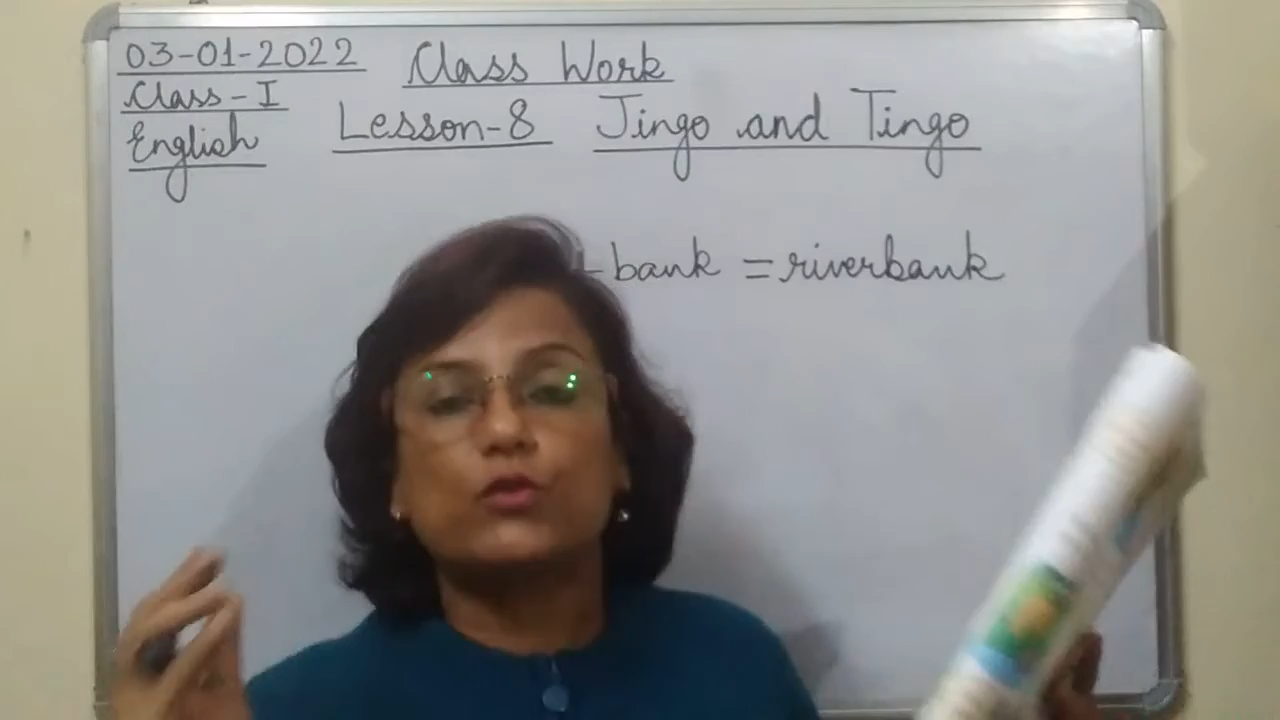 03-01-2022 Class Work
Class-I
English Lesson-8 Jingo and Tingo
-bank = riverbank